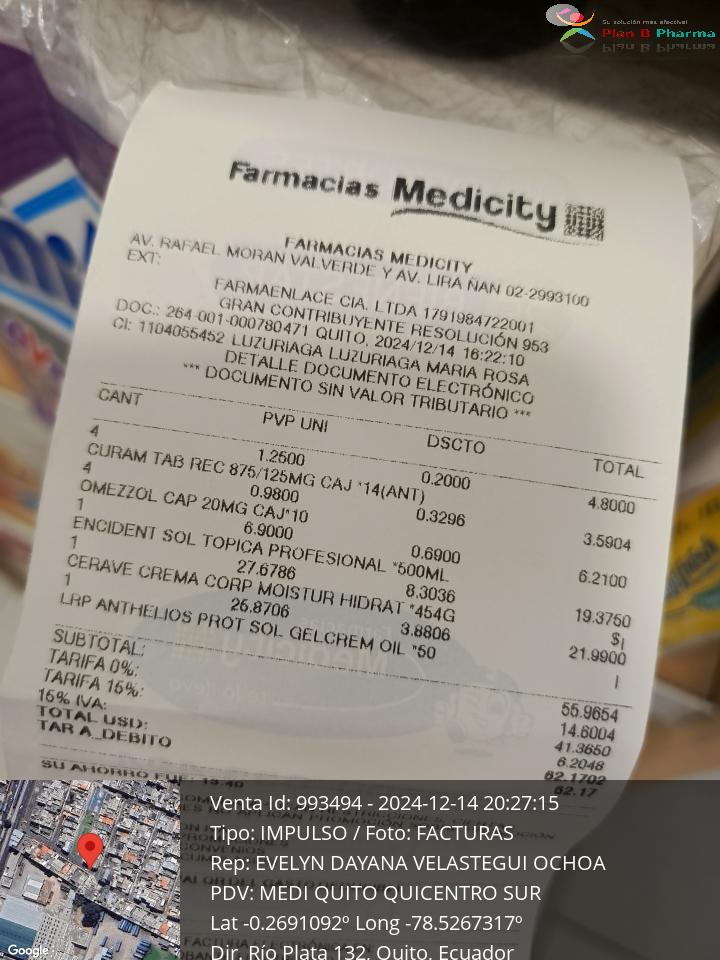 Su solución más efectiva!
Plan B Pharma
Farmacias Medicity
FARMACIAS MEDICITY
AV. RAFAEL MORAN VALVERDE Y AV. LIRA ÑAN 02-2993100
EXT:
FARMAENLACE CIA. LTDA 1791984722001
GRAN CONTRIBUYENTE RESOLUCIÓN 953
DOC.: 264-001-000780471 QUITO, 2024/12/14 16:22:10
CI: 1104055452 LUZURIAGA LUZURIAGA MARIA ROSA
DETALLE DOCUMENTO ELECTRÓNICO
*** DOCUMENTO SIN VALOR TRIBUTARIO ***
CANT PVP UNI DSCTO TOTAL
4 1.2500 0.2000 4.8000
CURAM TAB REC 875/125MG CAJ *14(ANT)
4 0.9800 0.3296 3.5904
OMEZZOL CAP 20MG CAJ*10
1 6.9000 0.6900 6.2100
ENCIDENT SOL TOPICA PROFESIONAL *500ML
1 27.6786 8.3036 19.3750
CERAVE CREMA CORP MOISTUR HIDRAT *454G $|
1 25.8706 3.8806 21.9900
LRP ANTHELIOS PROT SOL GELCREM OIL *50 |
SUBTOTAL: 55.9654
TARIFA 0%: 14.6004
TARIFA 15%: 41.3650
15% IVA: 6.2048
TOTAL USD: 62.1702
TAR A_DEBITO 62.17
SU AHORRO FUE: 13.40
Venta Id: 993494 - 2024-12-14 20:27:15
Tipo: IMPULSO / Foto: FACTURAS
Rep: EVELYN DAYANA VELASTEGUI OCHOA
PDV: MEDI QUITO QUICENTRO SUR
Lat -0.2691092º Long -78.5267317º
Dir. Río Plata 132, Quito, Ecuador
Google